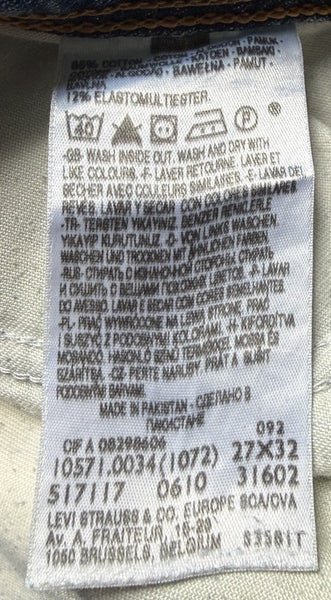 88% COTTON
BAWEŁNA - PAMUT -
12% ELASTOMULTIESTER.
40 P
-GB- WASH INSIDE OUT. WASH AND DRY WITH
LIKE COLOURS. -F- LAVER RETOURNE. LAVER ET
SECHER AVEC COULEURS SIMILAIRES. -E- LAVAR DEL
REVES. LAVAR Y SECAR CON COLORES SIMILARES
-TR- TERSTEN YIKAYINIZ. BENZER RENKLERLE
YIKAYIP KURUTUNUZ. -D- VON LINKS WASCHEN.
WASCHEN UND TROCKNEN MIT ÄHNLICHEN FARBEN.
-RUS- СТИРАТЬ С ИЗНАНОЧНОЙ СТОРОНЫ. СТИРАТЬ
И СУШИТЬ С ВЕЩАМИ ПОХОЖИХ ЦВЕТОВ. -P- LAVAR
DO AVESSO. LAVAR E SECAR COM CORES SEMELHANTES.
-PL- PRAĆ WYWRÓCONE NA LEWĄ STRONĘ. PRAĆ
I SUSZYĆ Z PODOBNYMI KOLORAMI. -H- KIFORDÍTVA
MOSANDÓ. HASONLÓ SZÍNŰ TERMÉKEKKEL MOSSA ÉS
SZÁRÍTSA. -CZ- PERTE NARUBY. PRÁT A SUŠIT
S PODOBNÝMI BARVAMI.
MADE IN PAKISTAN - СДЕЛАНО В
ПАКИСТАНЕ
092
CIF A 08298606
10571.0034(1072) 27X32
517117 0610 31602
LEVI STRAUSS & CO. EUROPE SCA/CVA
AV. A. FRAITEUR, 15-23
1050 BRUSSELS, BELGIUM S3581T